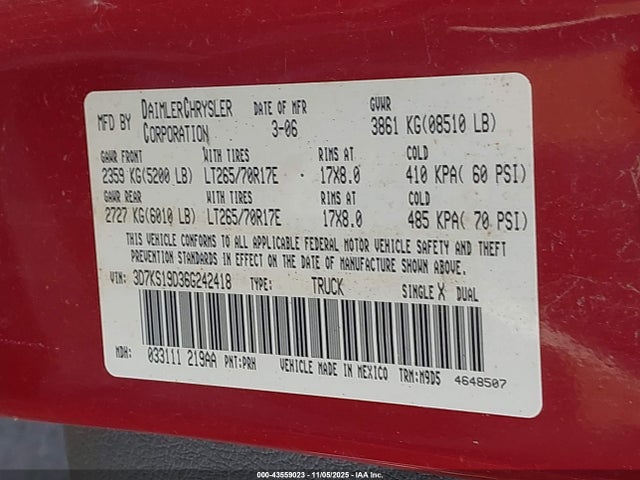 MFD BY DAIMLERCHRYSLER CORPORATION DATE OF MFR 3-06 GVWR 3861 KG(08510 LB)
GAWR FRONT WITH TIRES RIMS AT COLD
2359 KG(5200 LB) LT265/70R17E 17X8.0 410 KPA( 60 PSI)
GAWR REAR WITH TIRES RIMS AT COLD
2727 KG(6010 LB) LT265/70R17E 17X8.0 485 KPA( 70 PSI)
THIS VEHICLE CONFORMS TO ALL APPLICABLE FEDERAL MOTOR VEHICLE SAFETY AND THEFT
PREVENTION STANDARDS IN EFFECT ON THE DATE OF MANUFACTURE SHOWN ABOVE.
VIN: 3D7KS19D36G242418 TYPE: TRUCK SINGLE X DUAL
MDH: 033111 219AA PNT:PRH VEHICLE MADE IN MEXICO TRM:M9D5 4648507
00-43559023 - 11/05/2025 - IAAI.COM